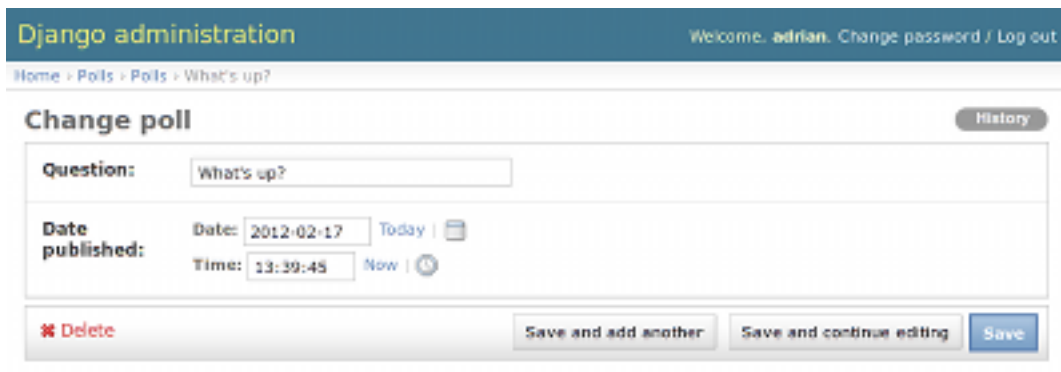 Django administration
Welcome, adrian. Change password / Log out
Home › Polls › Polls › What's up?
Change poll
History
Question: What's up?
Date published:
Date: 2012-02-17 Today |
Time: 13:39:45 Now |
✖ Delete
Save and add another
Save and continue editing
Save